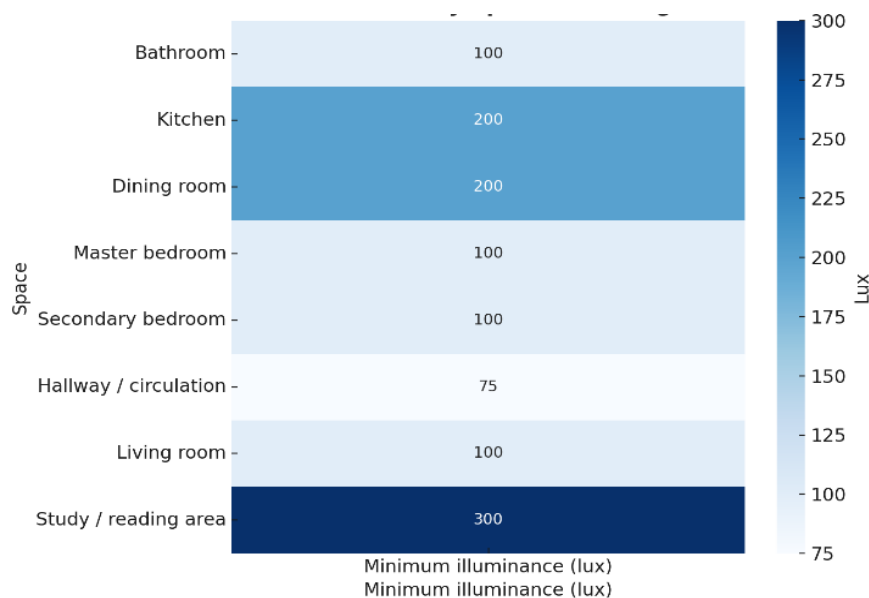 Bathroom
100
Kitchen
200
Dining room
200
Master bedroom
100
Secondary bedroom
100
Hallway / circulation
75
Living room
100
Study / reading area
300
Space
Minimum illuminance (lux)
Minimum illuminance (lux)
300
275
250
225
200
175
150
125
100
75
Lux